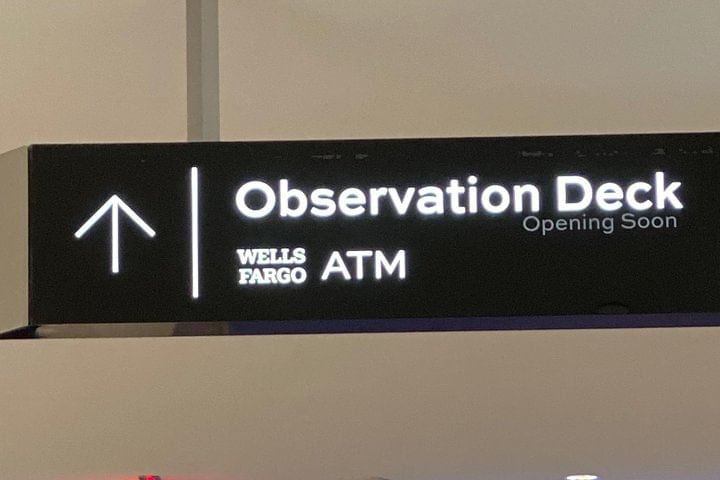 Observation Deck
Opening Soon
WELLS
FARGO
ATM